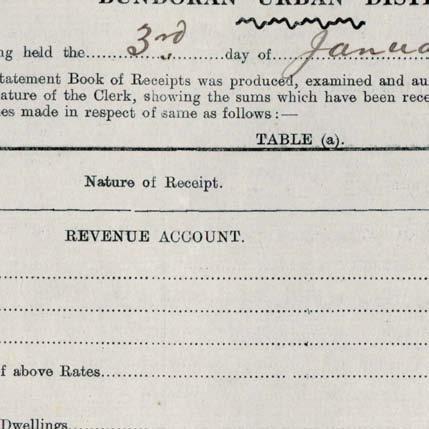 BUNDORAN URBAN DIST
ng held the 3rd day of Janua
tatement Book of Receipts was produced, examined and au
ature of the Clerk, showing the sums which have been rece
es made in respect of same as follows:—
TABLE (a).
Nature of Receipt.
REVENUE ACCOUNT.
f above Rates
Dwellings